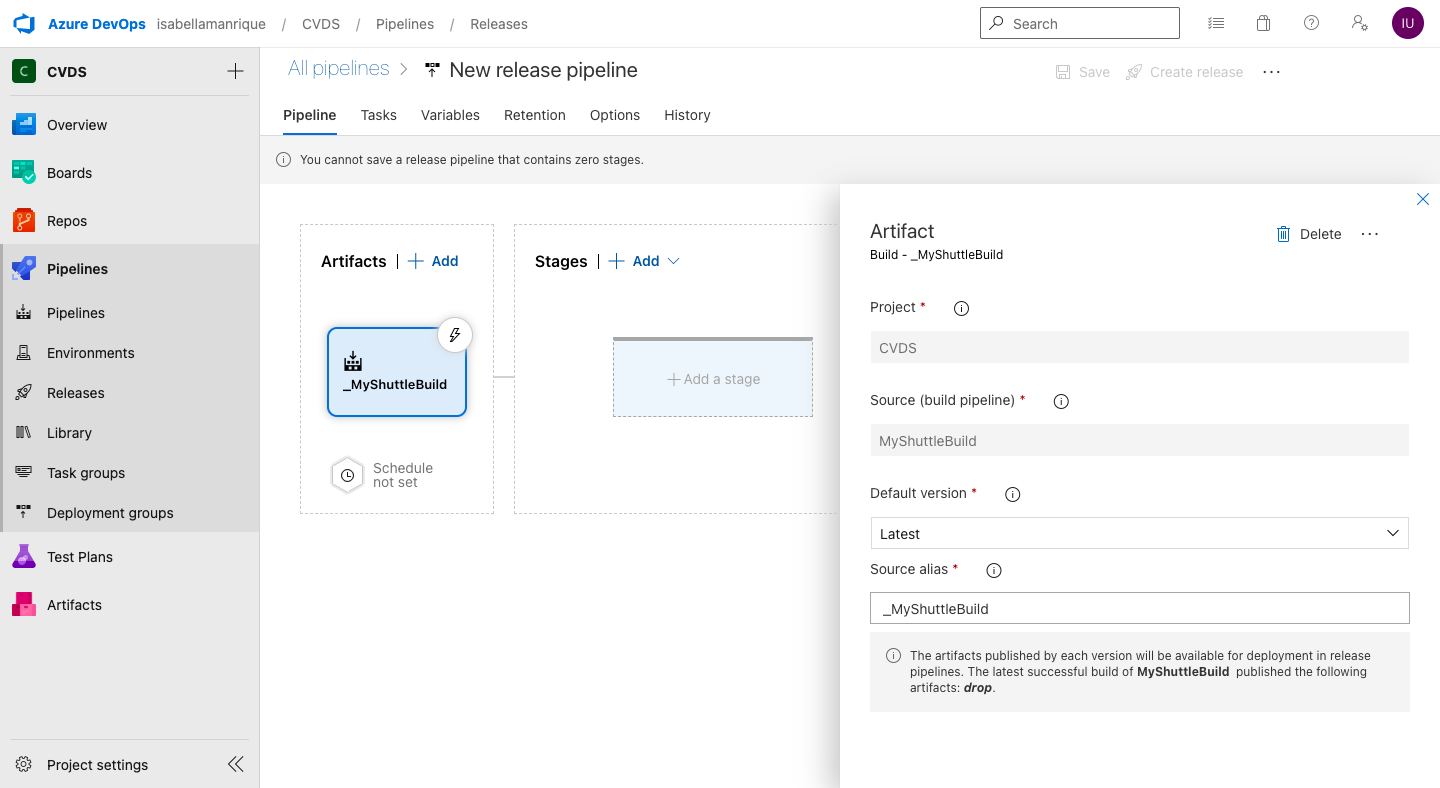 Azure DevOps isabellamanrique / CVDS / Pipelines / Releases Search IU
C CVDS
Overview
Boards
Repos
Pipelines
Pipelines
Environments
Releases
Library
Task groups
Deployment groups
Test Plans
Artifacts
Project settings
All pipelines > New release pipeline Save Create release ...
Pipeline Tasks Variables Retention Options History
You cannot save a release pipeline that contains zero stages.
Artifacts | + Add
_MyShuttleBuild
Schedule
not set
Stages | + Add
+ Add a stage
Artifact Delete ...
Build - _MyShuttleBuild
Project *
CVDS
Source (build pipeline) *
MyShuttleBuild
Default version *
Latest
Source alias *
_MyShuttleBuild
The artifacts published by each version will be available for deployment in release
pipelines. The latest successful build of MyShuttleBuild published the following
artifacts: drop.